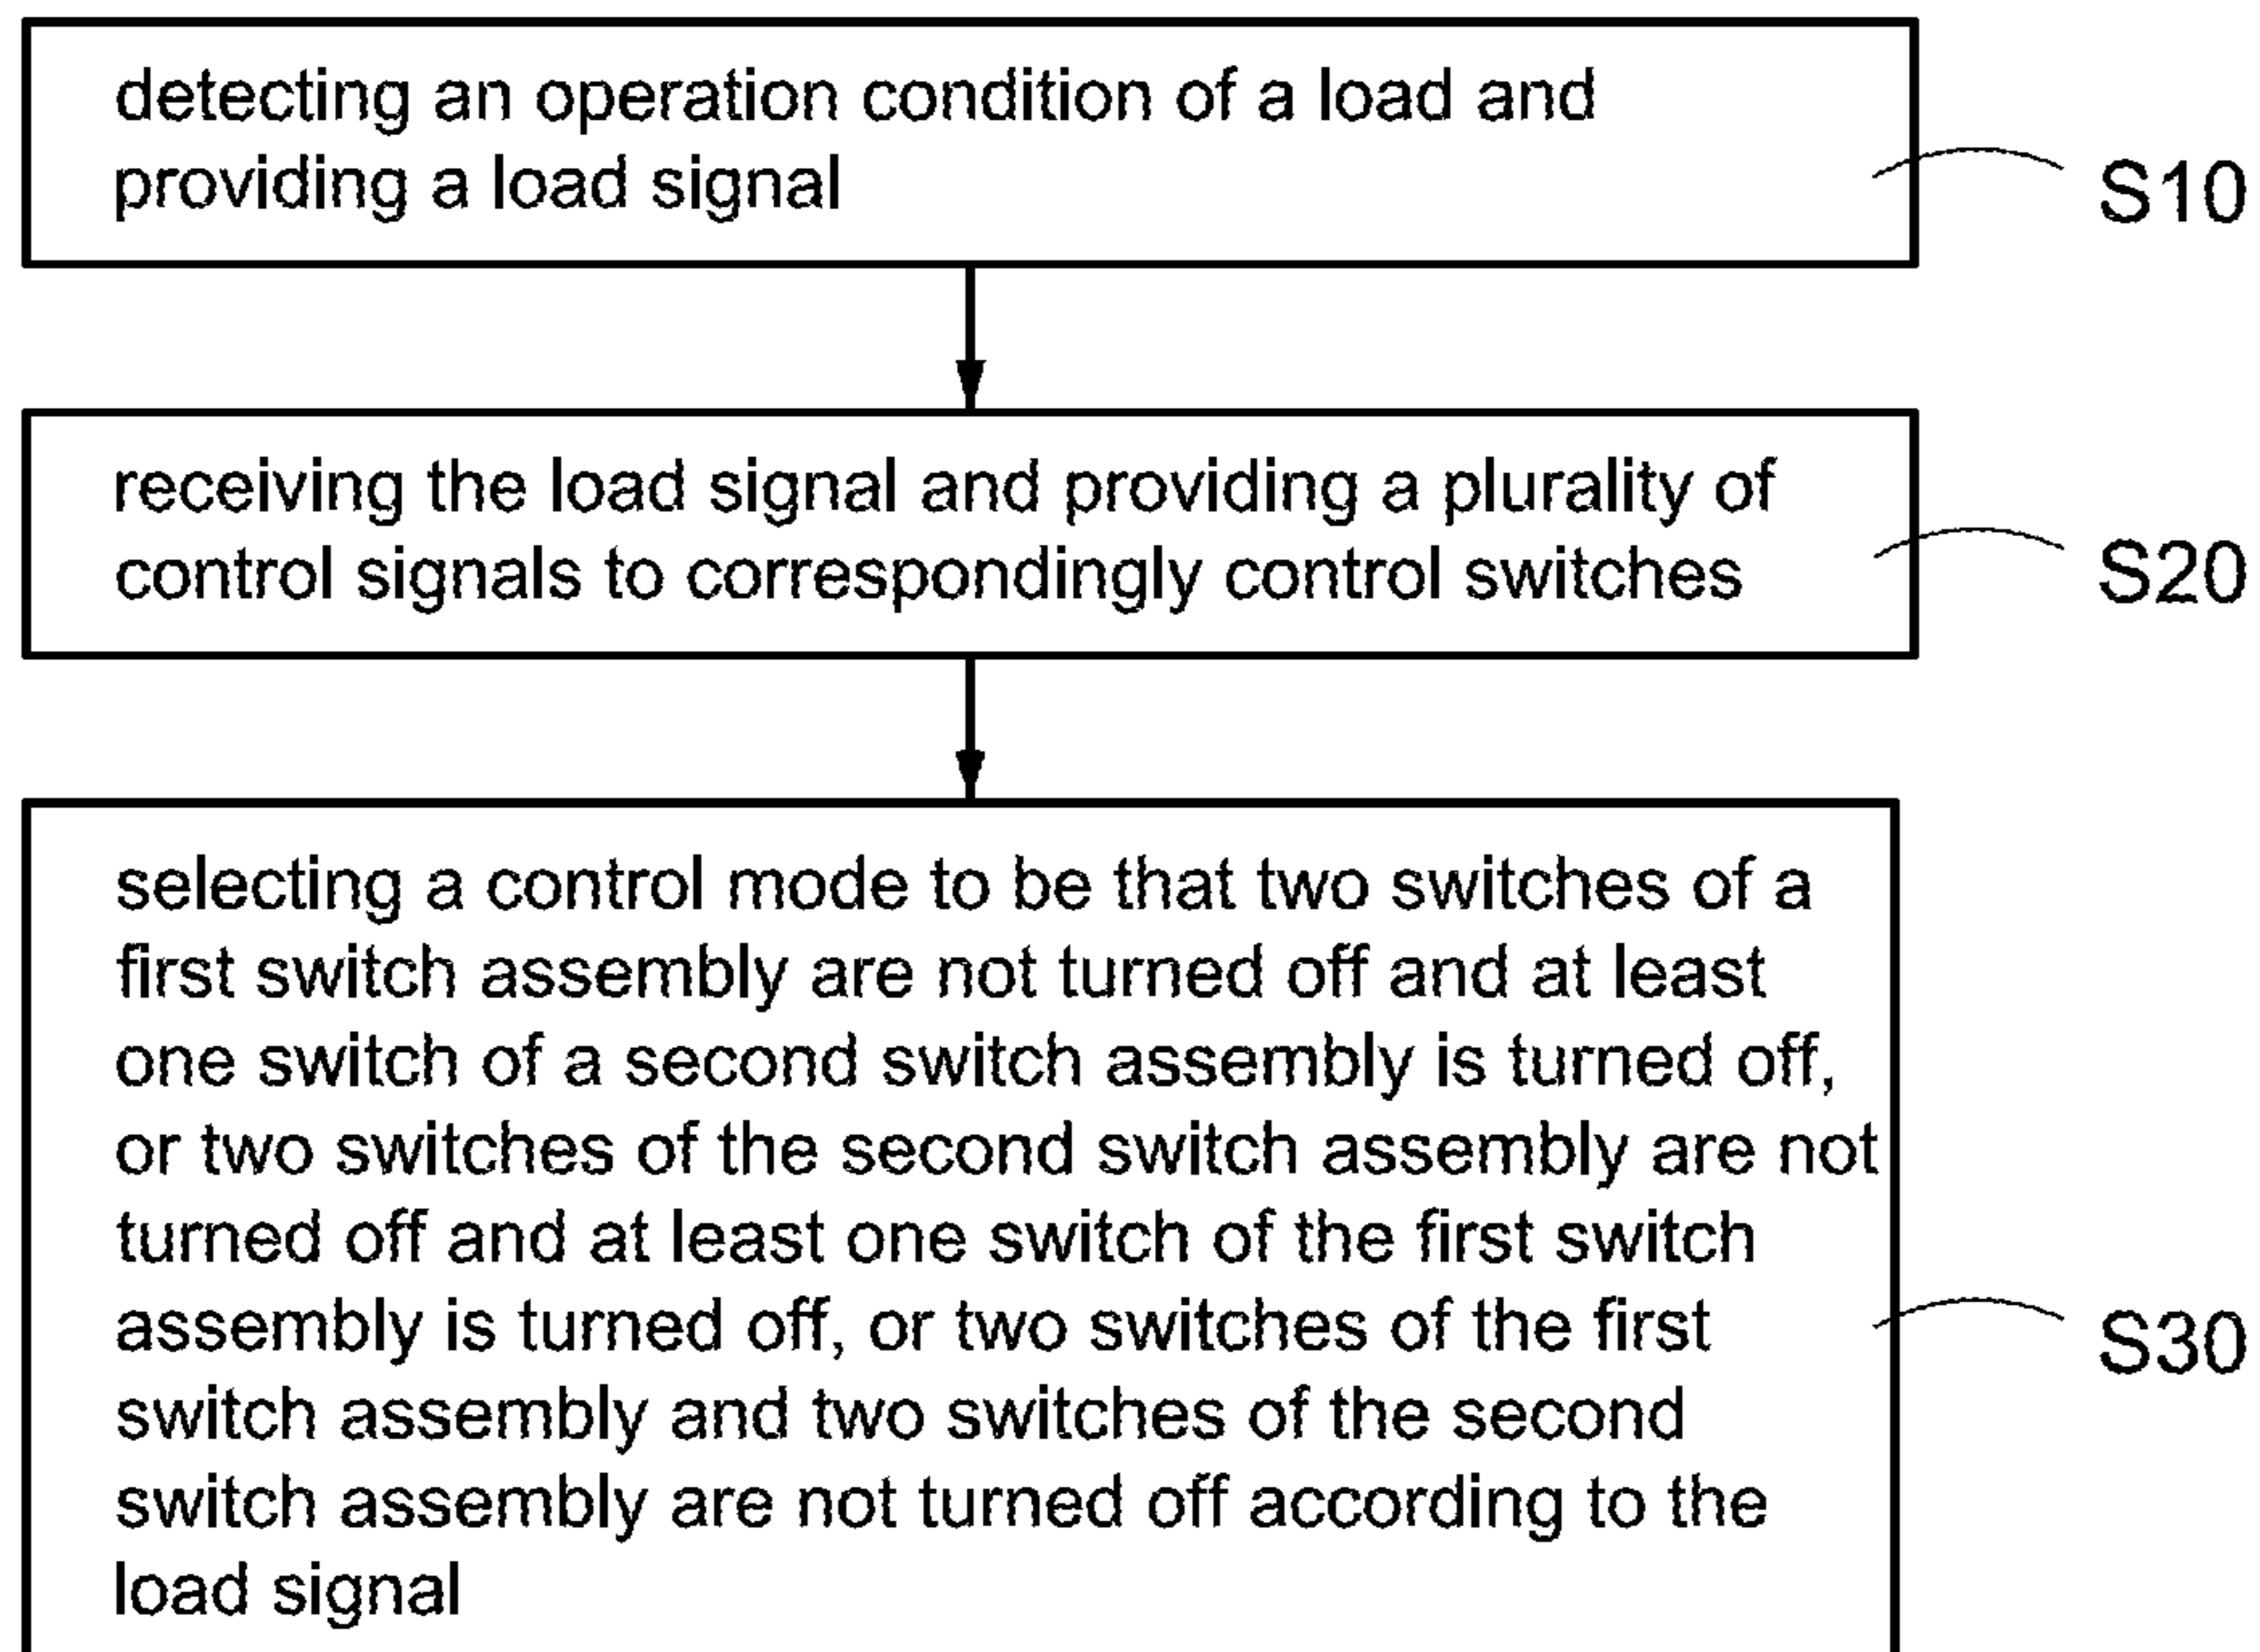 detecting an operation condition of a load and
providing a load signal
S10
receiving the load signal and providing a plurality of
control signals to correspondingly control switches
S20
selecting a control mode to be that two switches of a
first switch assembly are not turned off and at least
one switch of a second switch assembly is turned off,
or two switches of the second switch assembly are not
turned off and at least one switch of the first switch
assembly is turned off, or two switches of the first
switch assembly and two switches of the second
switch assembly are not turned off according to the
load signal
S30